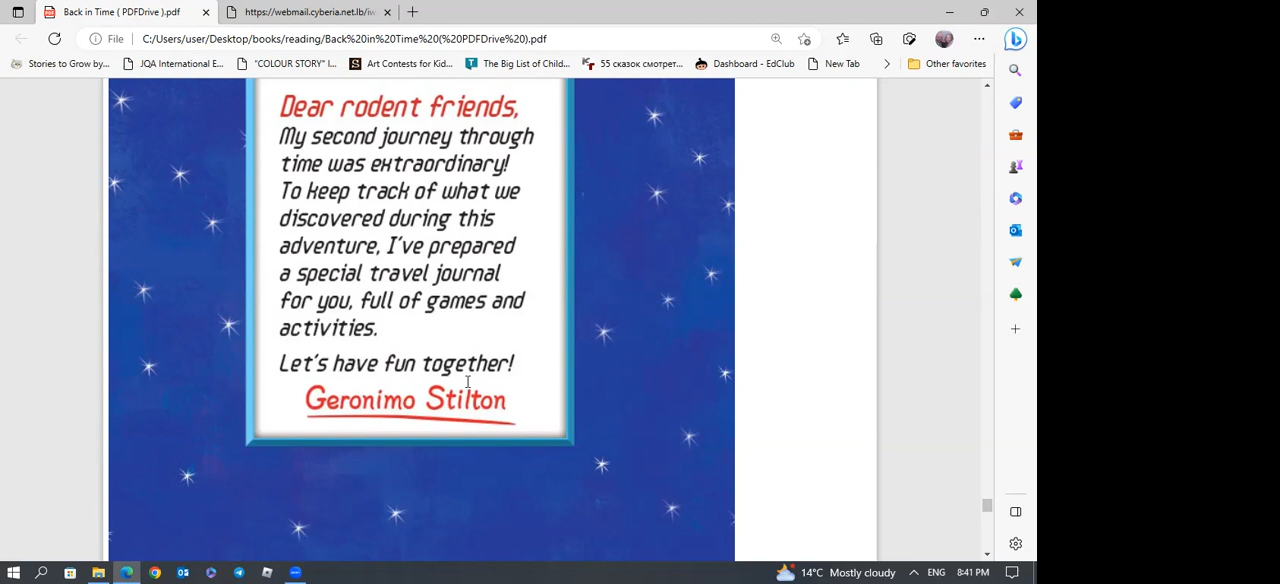 Back in Time ( PDFDrive ).pdf
https://webmail.cyberia.net.lb/iw
File
C:/Users/user/Desktop/books/reading/Back%20in%20Time%20(%20PDFDrive%20).pdf
Stories to Grow by...
JQA International E...
"COLOUR STORY" I...
Art Contests for Kid...
The Big List of Child...
55 сказок смотрет...
Dashboard - EdClub
New Tab
Other favorites
Dear rodent friends,
My second journey through
time was extraordinary!
To keep track of what we
discovered during this
adventure, I've prepared
a special travel journal
for you, full of games and
activities.
Let's have fun together!
Geronimo Stilton
14°C Mostly cloudy
ENG
8:41 PM